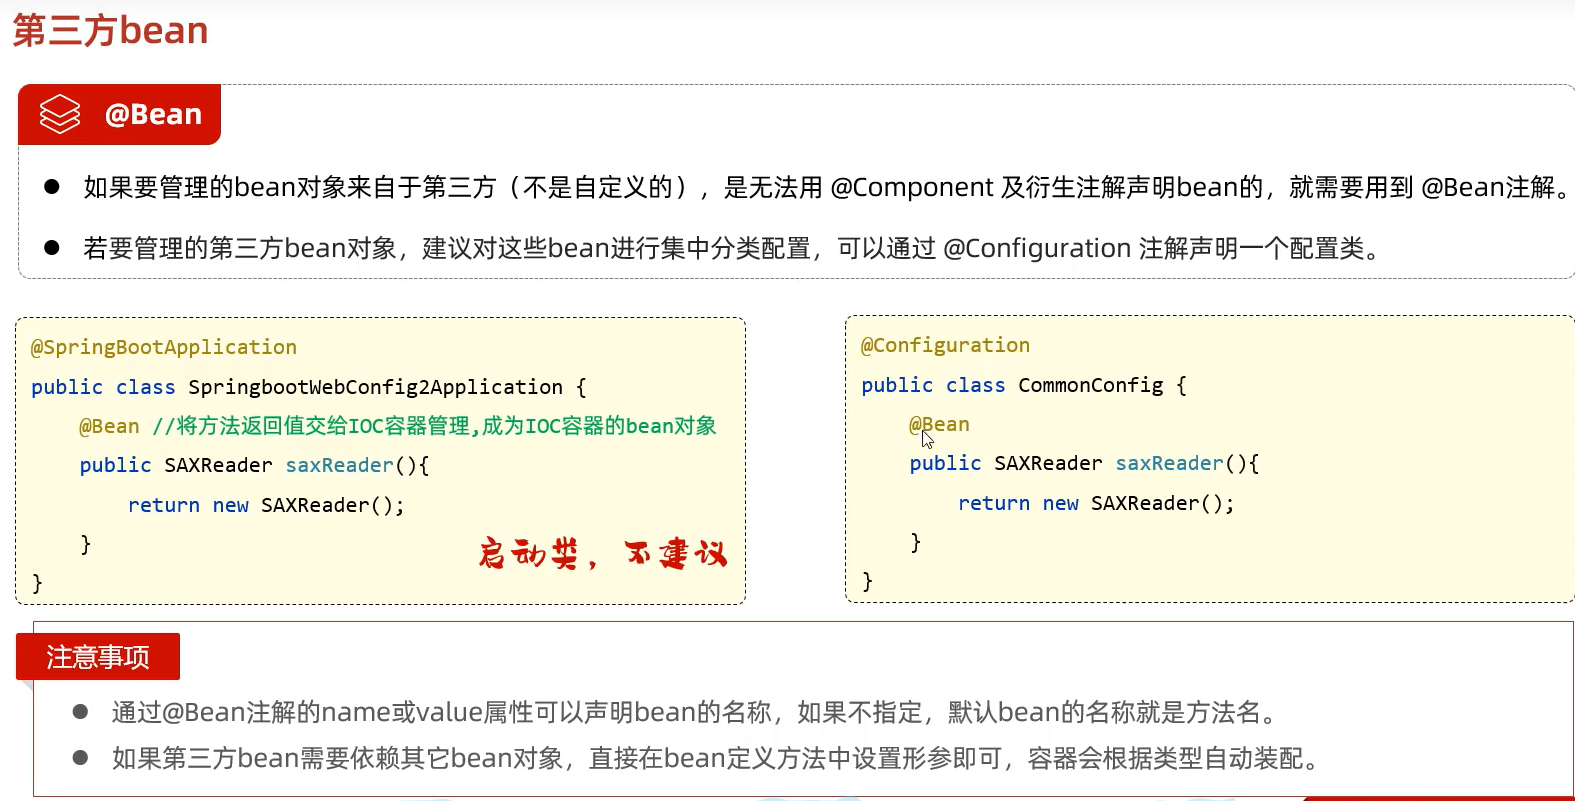 第三方bean
@Bean
● 如果要管理的bean对象来自于第三方（不是自定义的），是无法用 @Component 及衍生注解声明bean的，就需要用到 @Bean注解。
● 若要管理的第三方bean对象，建议对这些bean进行集中分类配置，可以通过 @Configuration 注解声明一个配置类。
@SpringBootApplication
public class SpringbootWebConfig2Application {
@Bean //将方法返回值交给IOC容器管理,成为IOC容器的bean对象
public SAXReader saxReader(){
return new SAXReader();
}
启动类，不建议
}
@Configuration
public class CommonConfig {
@Bean
public SAXReader saxReader(){
return new SAXReader();
}
}
注意事项
● 通过@Bean注解的name或value属性可以声明bean的名称，如果不指定，默认bean的名称就是方法名。
● 如果第三方bean需要依赖其它bean对象，直接在bean定义方法中设置形参即可，容器会根据类型自动装配。